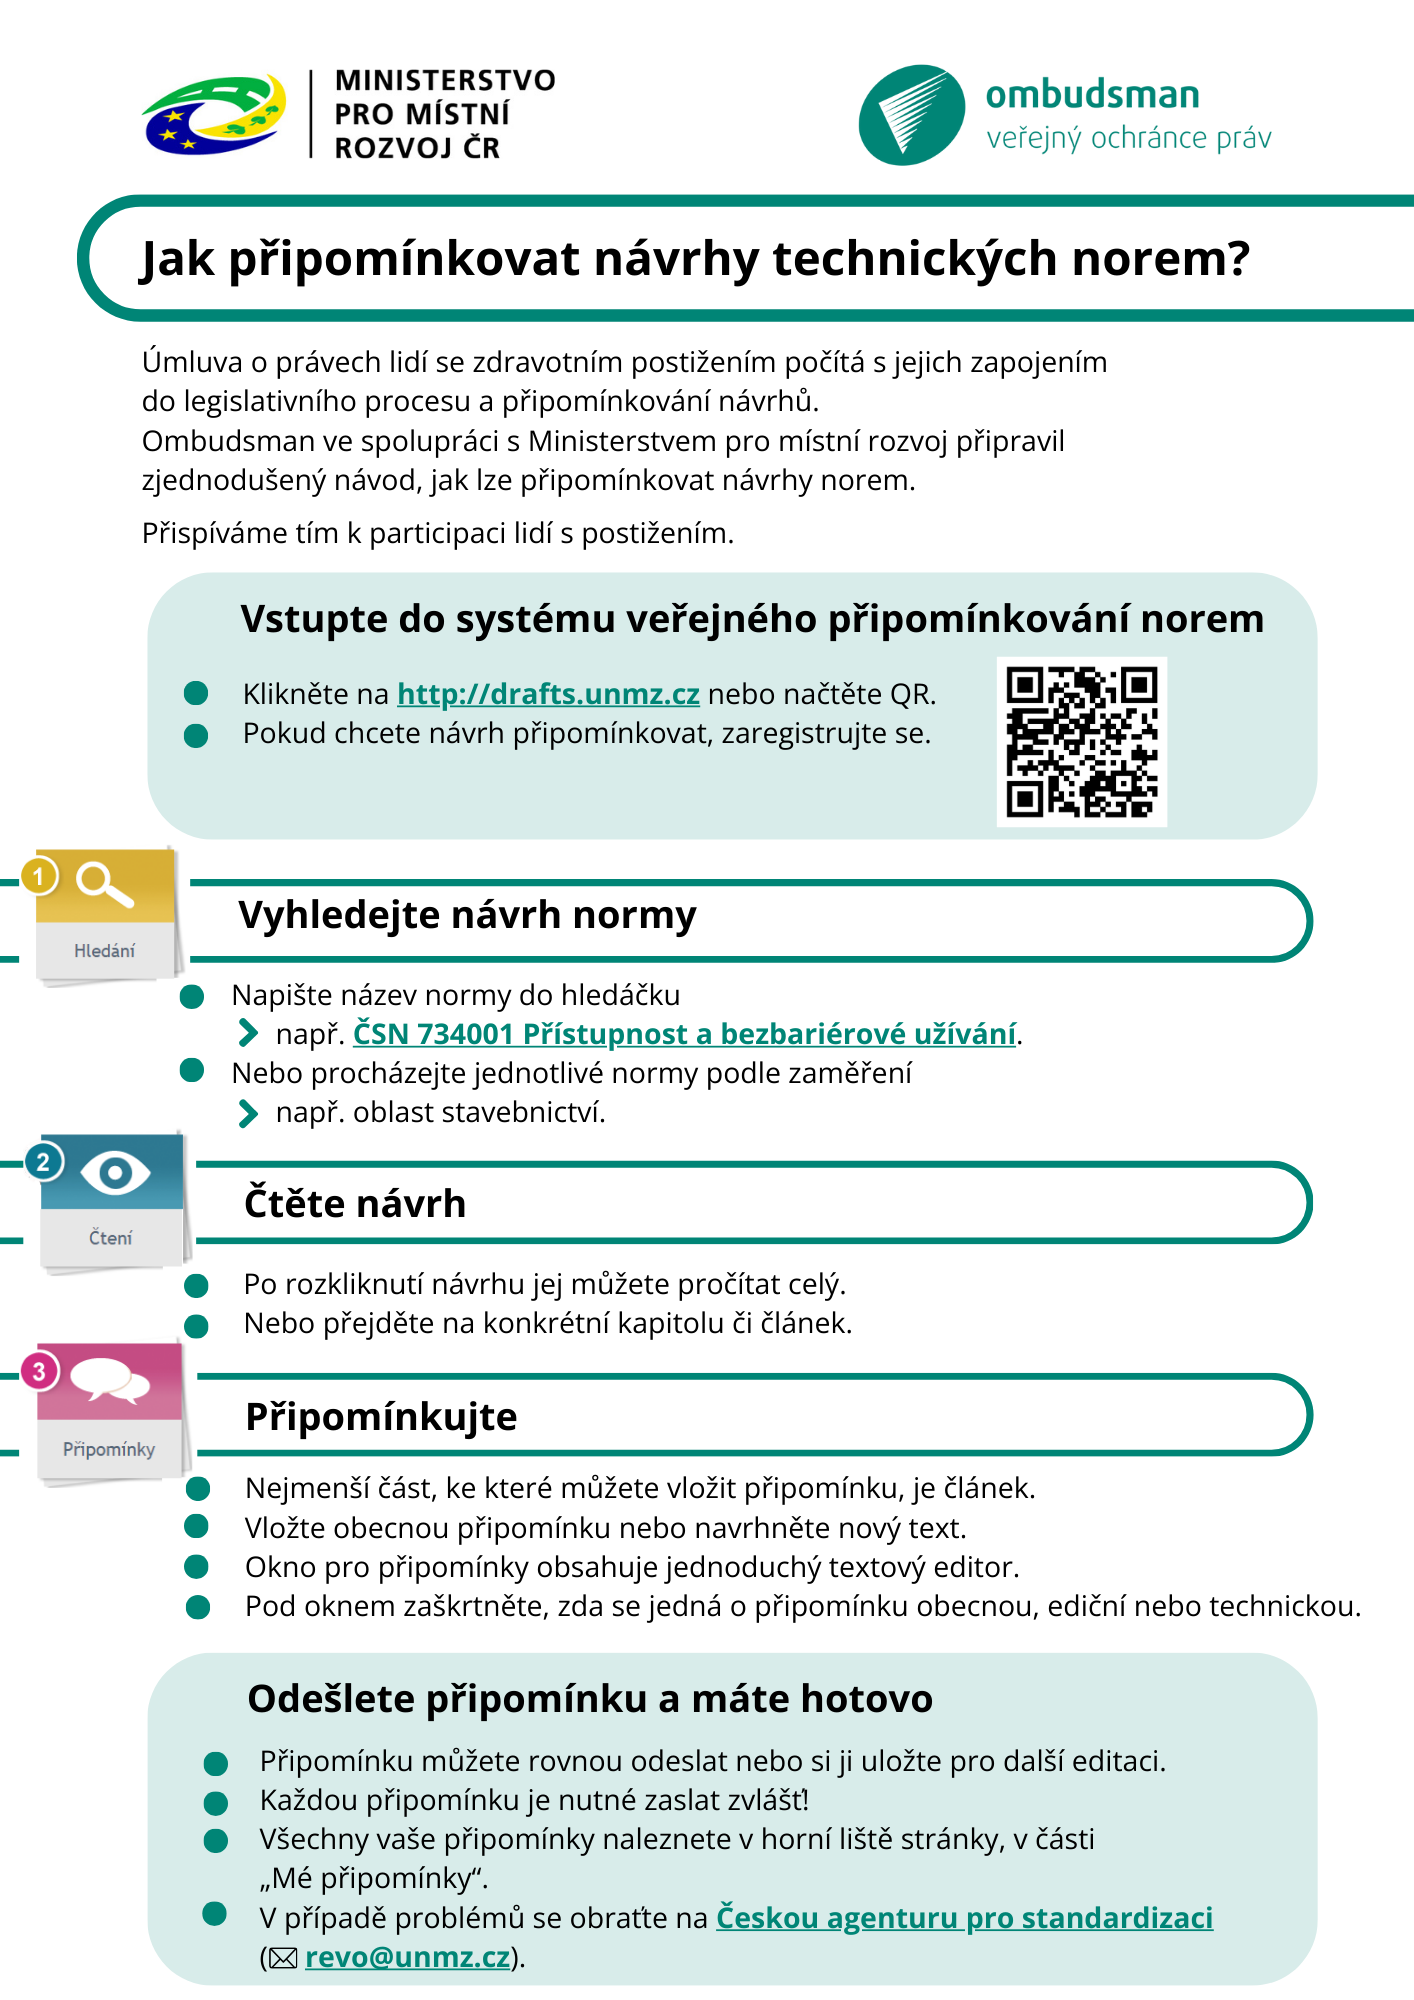 MINISTERSTVO
PRO MÍSTNÍ
ROZVOJ ČR
ombudsman
veřejný ochránce práv
Jak připomínkovat návrhy technických norem?
Úmluva o právech lidí se zdravotním postižením počítá s jejich zapojením
do legislativního procesu a připomínkování návrhů.
Ombudsman ve spolupráci s Ministerstvem pro místní rozvoj připravil
zjednodušený návod, jak lze připomínkovat návrhy norem.
Přispíváme tím k participaci lidí s postižením.
Vstupte do systému veřejného připomínkování norem
Klikněte na http://drafts.unmz.cz nebo načtěte QR.
Pokud chcete návrh připomínkovat, zaregistrujte se.
1
Hledání
Vyhledejte návrh normy
Napište název normy do hledáčku
např. ČSN 734001 Přístupnost a bezbariérové užívání.
Nebo procházejte jednotlivé normy podle zaměření
např. oblast stavebnictví.
2
Čtení
Čtěte návrh
Po rozkliknutí návrhu jej můžete pročítat celý.
Nebo přejděte na konkrétní kapitolu či článek.
3
Připomínky
Připomínkujte
Nejmenší část, ke které můžete vložit připomínku, je článek.
Vložte obecnou připomínku nebo navrhněte nový text.
Okno pro připomínky obsahuje jednoduchý textový editor.
Pod oknem zaškrtněte, zda se jedná o připomínku obecnou, ediční nebo technickou.
Odešlete připomínku a máte hotovo
Připomínku můžete rovnou odeslat nebo si ji uložte pro další editaci.
Každou připomínku je nutné zaslat zvlášť!
Všechny vaše připomínky naleznete v horní liště stránky, v části
„Mé připomínky“.
V případě problémů se obraťte na Českou agenturu pro standardizaci
(✉ revo@unmz.cz).